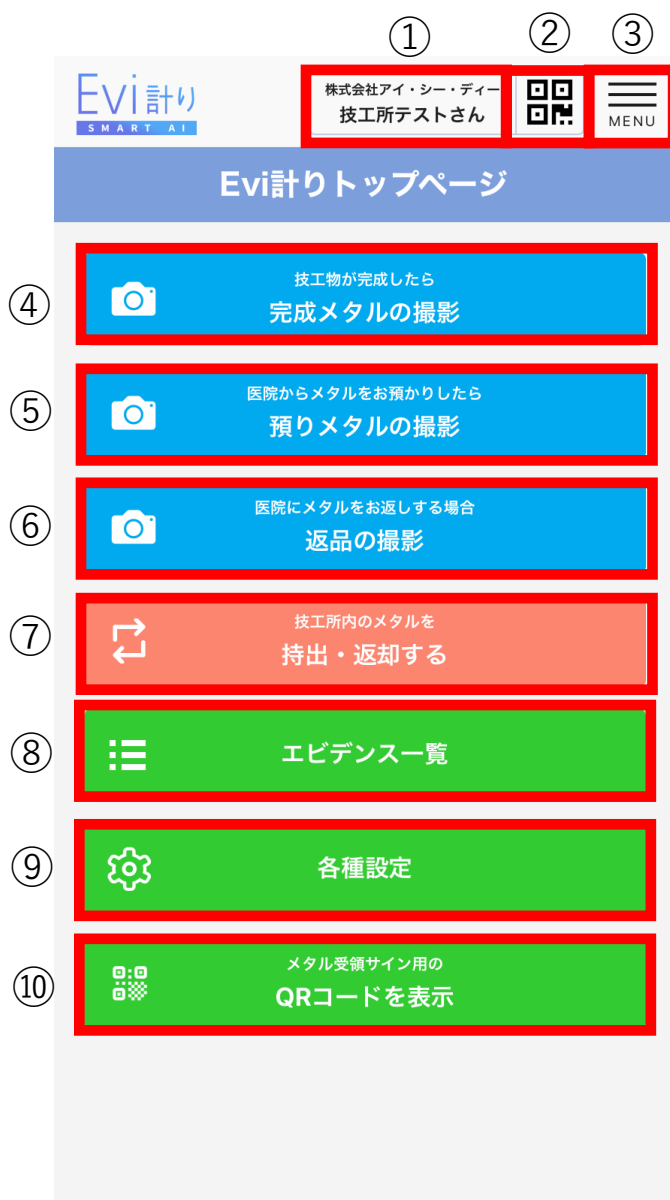 ① ② ③
Evi計り
SMART AI
株式会社アイ・シー・ディー
技工所テストさん
MENU
Evi計りトップページ
④
技工物が完成したら
完成メタルの撮影
⑤
医院からメタルをお預かりしたら
預りメタルの撮影
⑥
医院にメタルをお返しする場合
返品の撮影
⑦
技工所内のメタルを
持出・返却する
⑧
エビデンス一覧
⑨
各種設定
⑩
メタル受領サイン用の
QRコードを表示